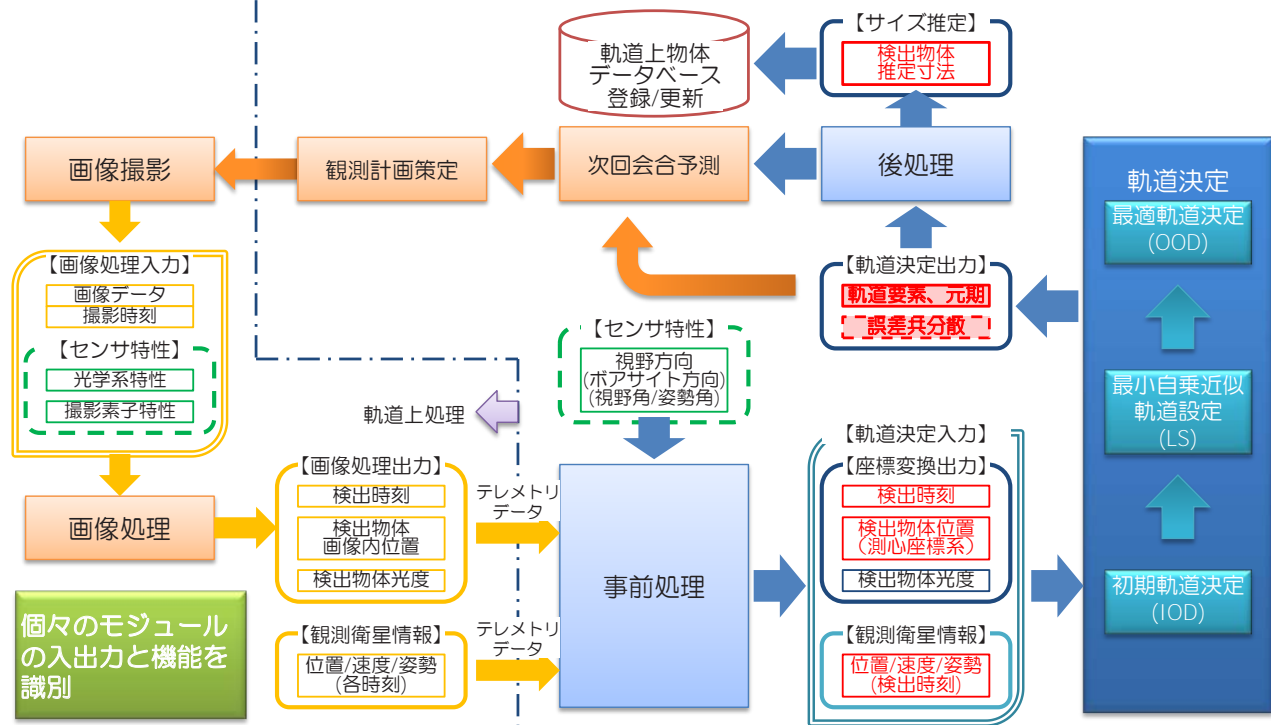 【サイズ推定】
検出物体
推定寸法
軌道上物体
データベース
登録/更新
画像撮影
観測計画策定
次回会合予測
後処理
軌道決定
最適軌道決定
(OOD)
最小自乗近似
軌道設定
(LS)
初期軌道決定
(IOD)
【画像処理入力】
画像データ
撮影時刻
【センサ特性】
光学系特性
撮影素子特性
【軌道決定出力】
軌道要素、元期
誤差共分散
【センサ特性】
視野方向
(ボアサイト方向)
(視野角/姿勢角)
軌道上処理
画像処理
【画像処理出力】
検出時刻
検出物体
画像内位置
検出物体光度
テレメトリ
データ
【観測衛星情報】
位置/速度/姿勢
(各時刻)
テレメトリ
データ
事前処理
【軌道決定入力】
【座標変換出力】
検出時刻
検出物体位置
（測心座標系）
検出物体光度
【観測衛星情報】
位置/速度/姿勢
(検出時刻)
個々のモジュール
の入出力と機能を
識別